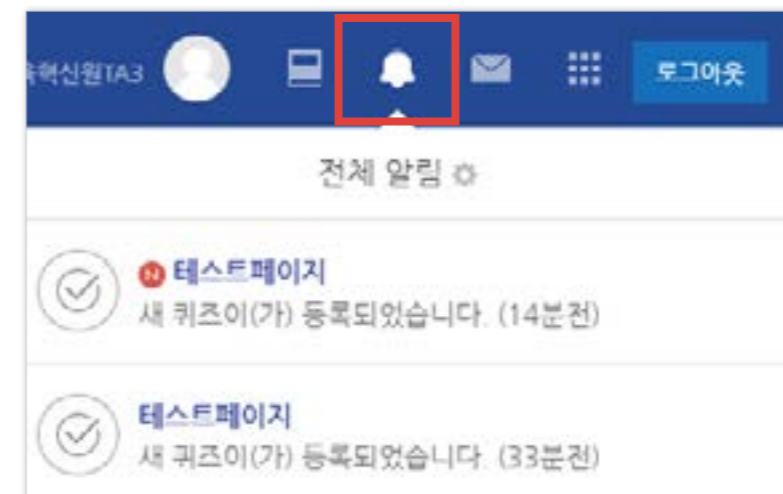 육혁신원TA3 로그아웃
전체 알림
N 테스트페이지
새 퀴즈이(가) 등록되었습니다. (14분전)
테스트페이지
새 퀴즈이(가) 등록되었습니다. (33분전)